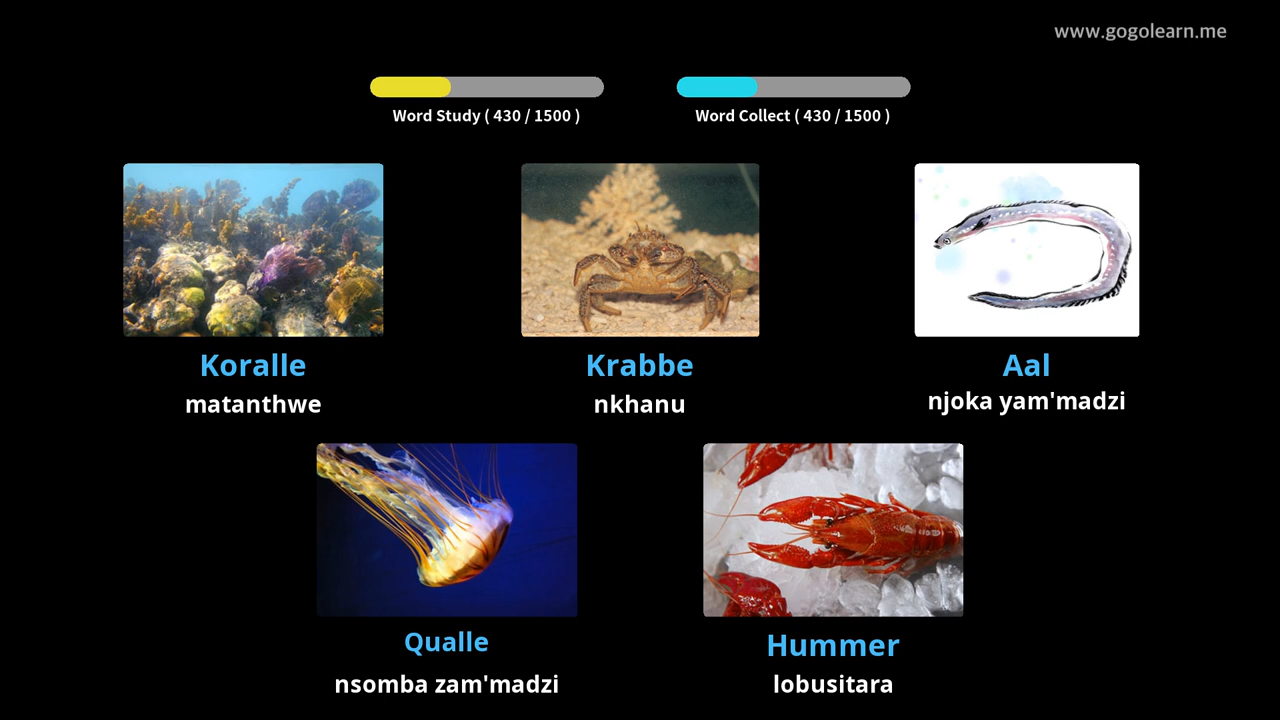 www.gogolearn.me
Word Study ( 430 / 1500 )
Word Collect ( 430 / 1500 )
Koralle
matanthwe
Krabbe
nkhanu
Aal
njoka yam'madzi
Qualle
nsomba zam'madzi
Hummer
lobusitara